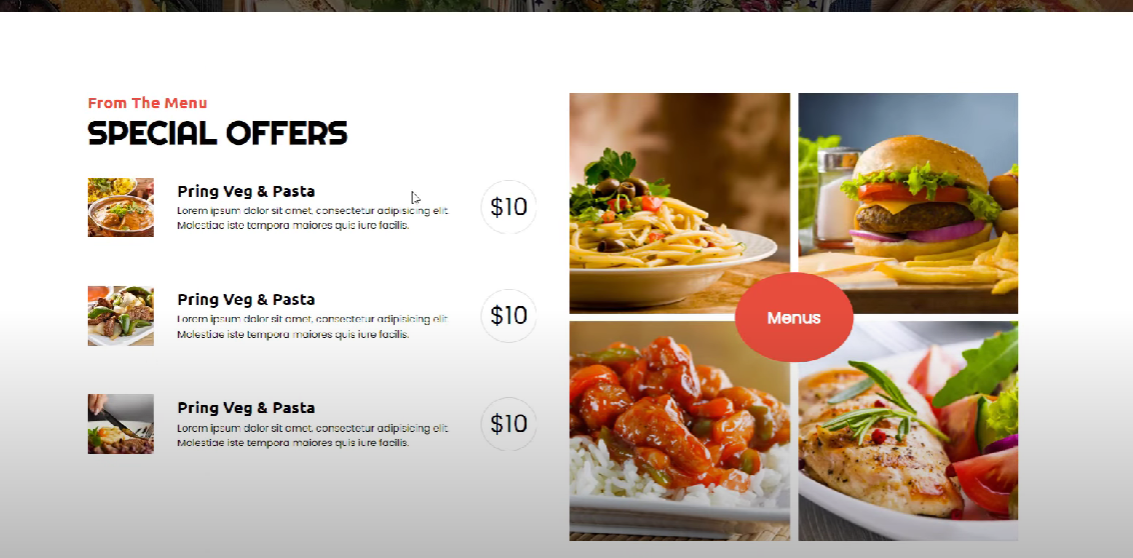 From The Menu
SPECIAL OFFERS
Pring Veg & Pasta
Lorem ipsum dolor sit amet, consectetur adipisicing elit.
Molestiae iste tempora maiores quis iure facilis.
$10
Pring Veg & Pasta
Lorem ipsum dolor sit amet, consectetur adipisicing elit.
Molestiae iste tempora maiores quis iure facilis.
$10
Pring Veg & Pasta
Lorem ipsum dolor sit amet, consectetur adipisicing elit.
Molestiae iste tempora maiores quis iure facilis.
$10
Menus